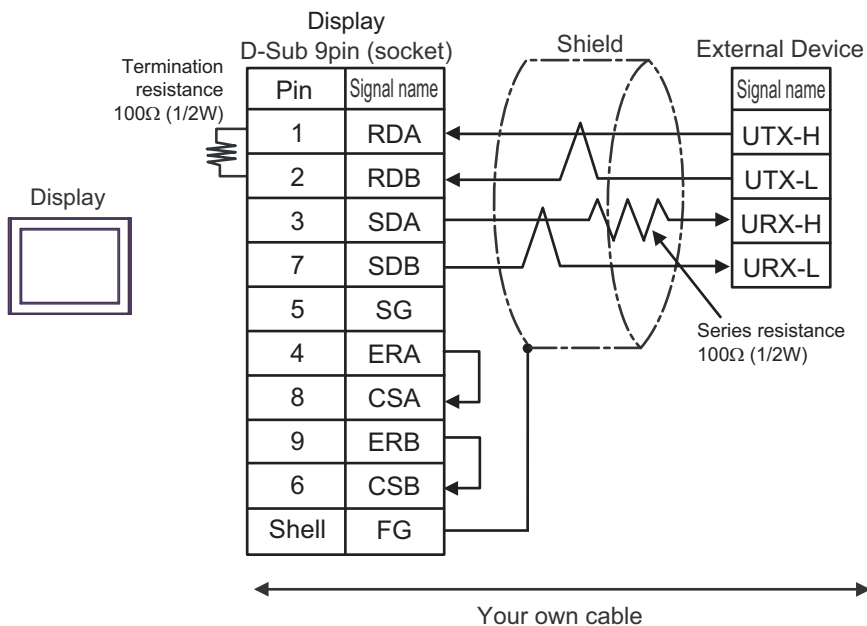 Display
D-Sub 9pin (socket)
Shield
External Device
Termination
resistance
100Ω (1/2W)
Pin Signal name
Signal name
1 RDA
UTX-H
2 RDB
UTX-L
Display
3 SDA
URX-H
7 SDB
URX-L
5 SG
Series resistance
100Ω (1/2W)
4 ERA
8 CSA
9 ERB
6 CSB
Shell FG
Your own cable